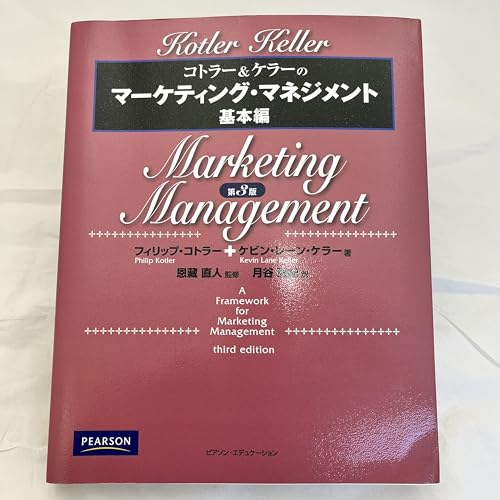 Kotler Keller
コトラー&ケラーの
マーケティング・マネジメント
基本編
Marketing
第3版
Management
フィリップ・コトラー+ケビン・レーン・ケラー 著
Philip Kotler Kevin Lane Keller
恩藏 直人 監修 月谷
A
Framework
for
Marketing
Management
third edition
PEARSON
ピアソン・エデュケーション